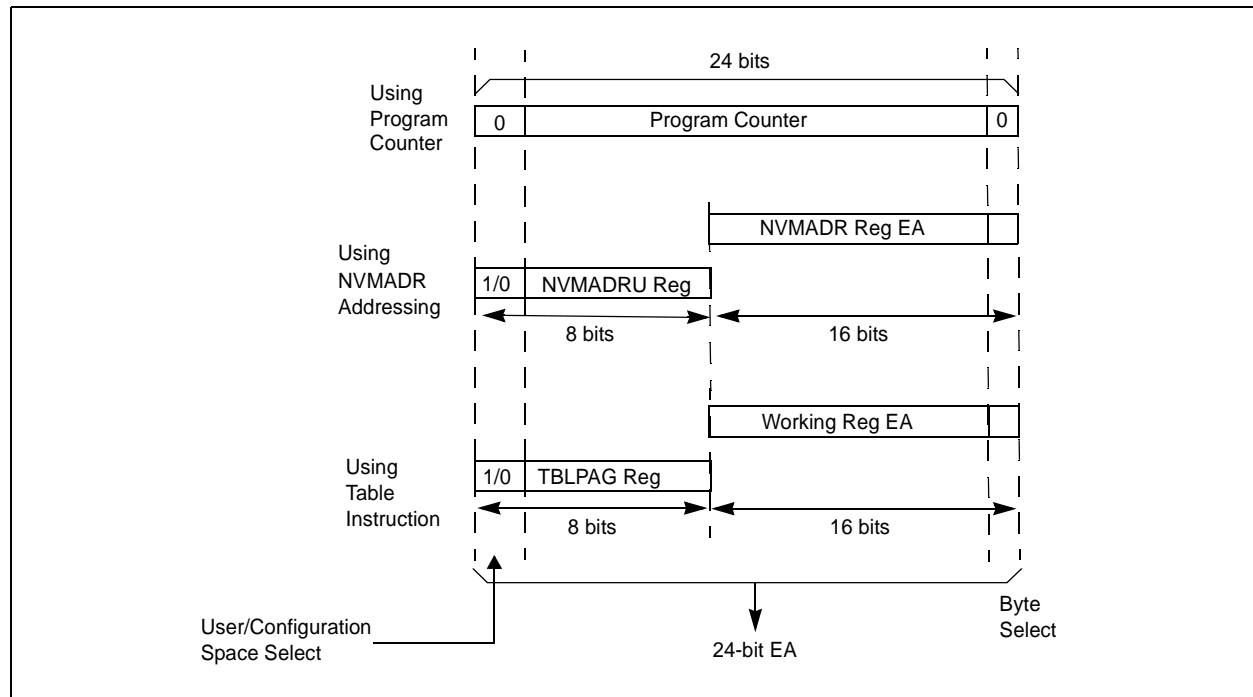 24 bits
Using
Program
Counter
0
Program Counter
0
NVMADR Reg EA
Using
NVMADR
Addressing
1/0
NVMADRU Reg
8 bits
16 bits
Working Reg EA
Using
Table
Instruction
1/0
TBLPAG Reg
8 bits
16 bits
User/Configuration
Space Select
24-bit EA
Byte
Select